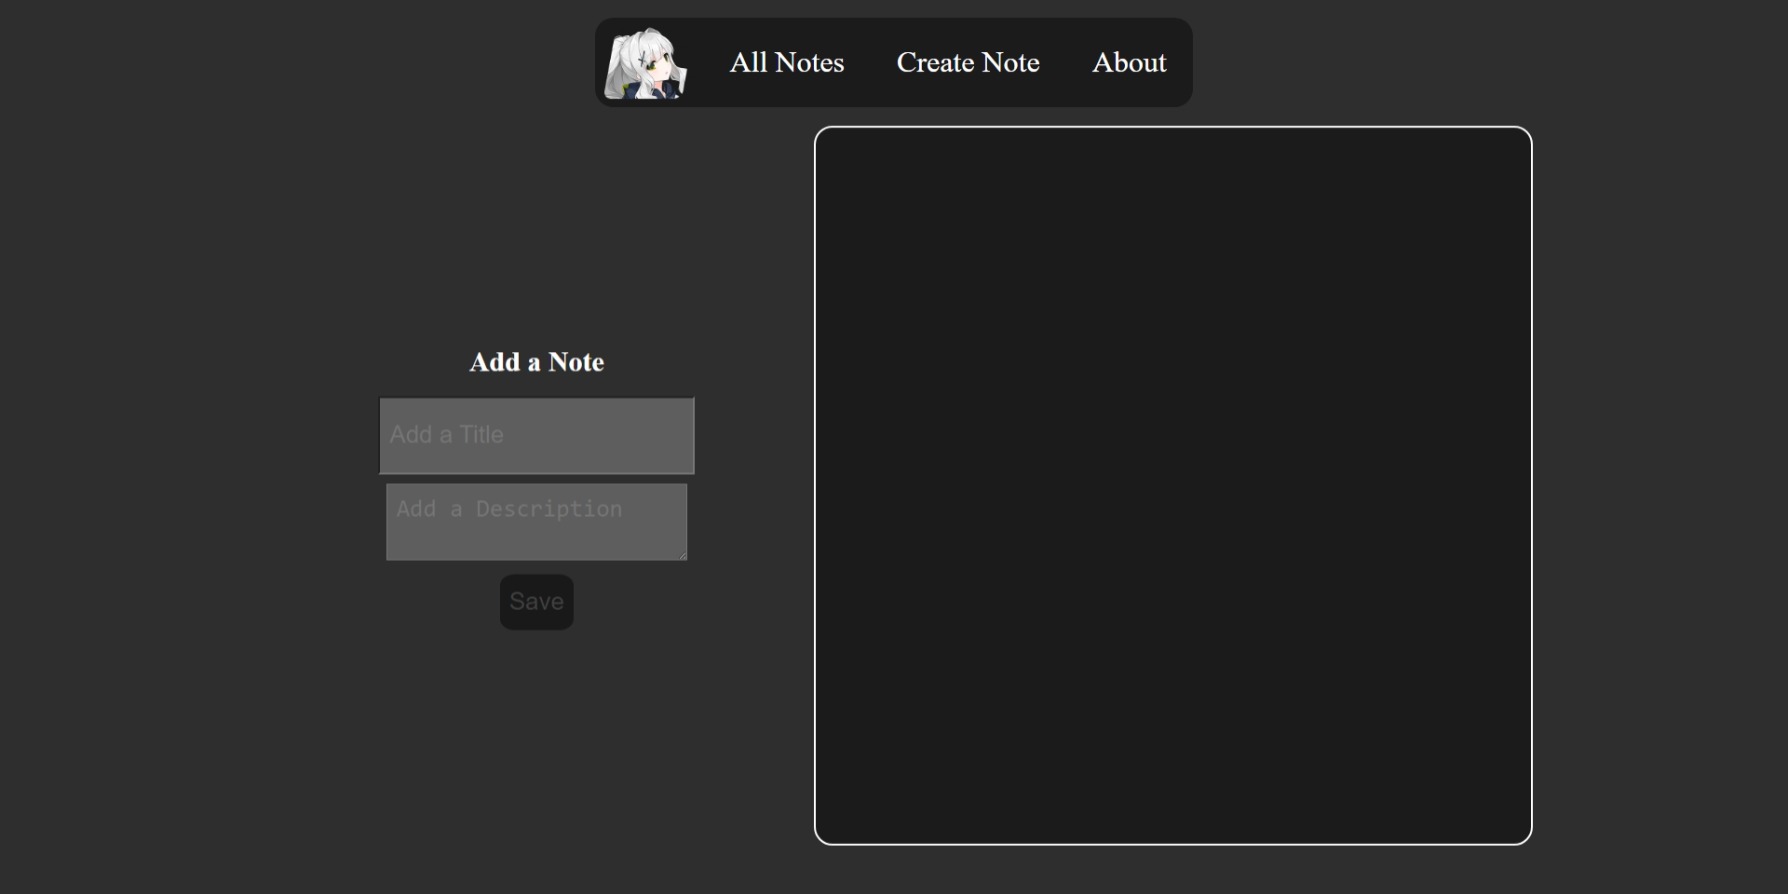 All Notes Create Note About
Add a Note
Add a Title
Add a Description
Save